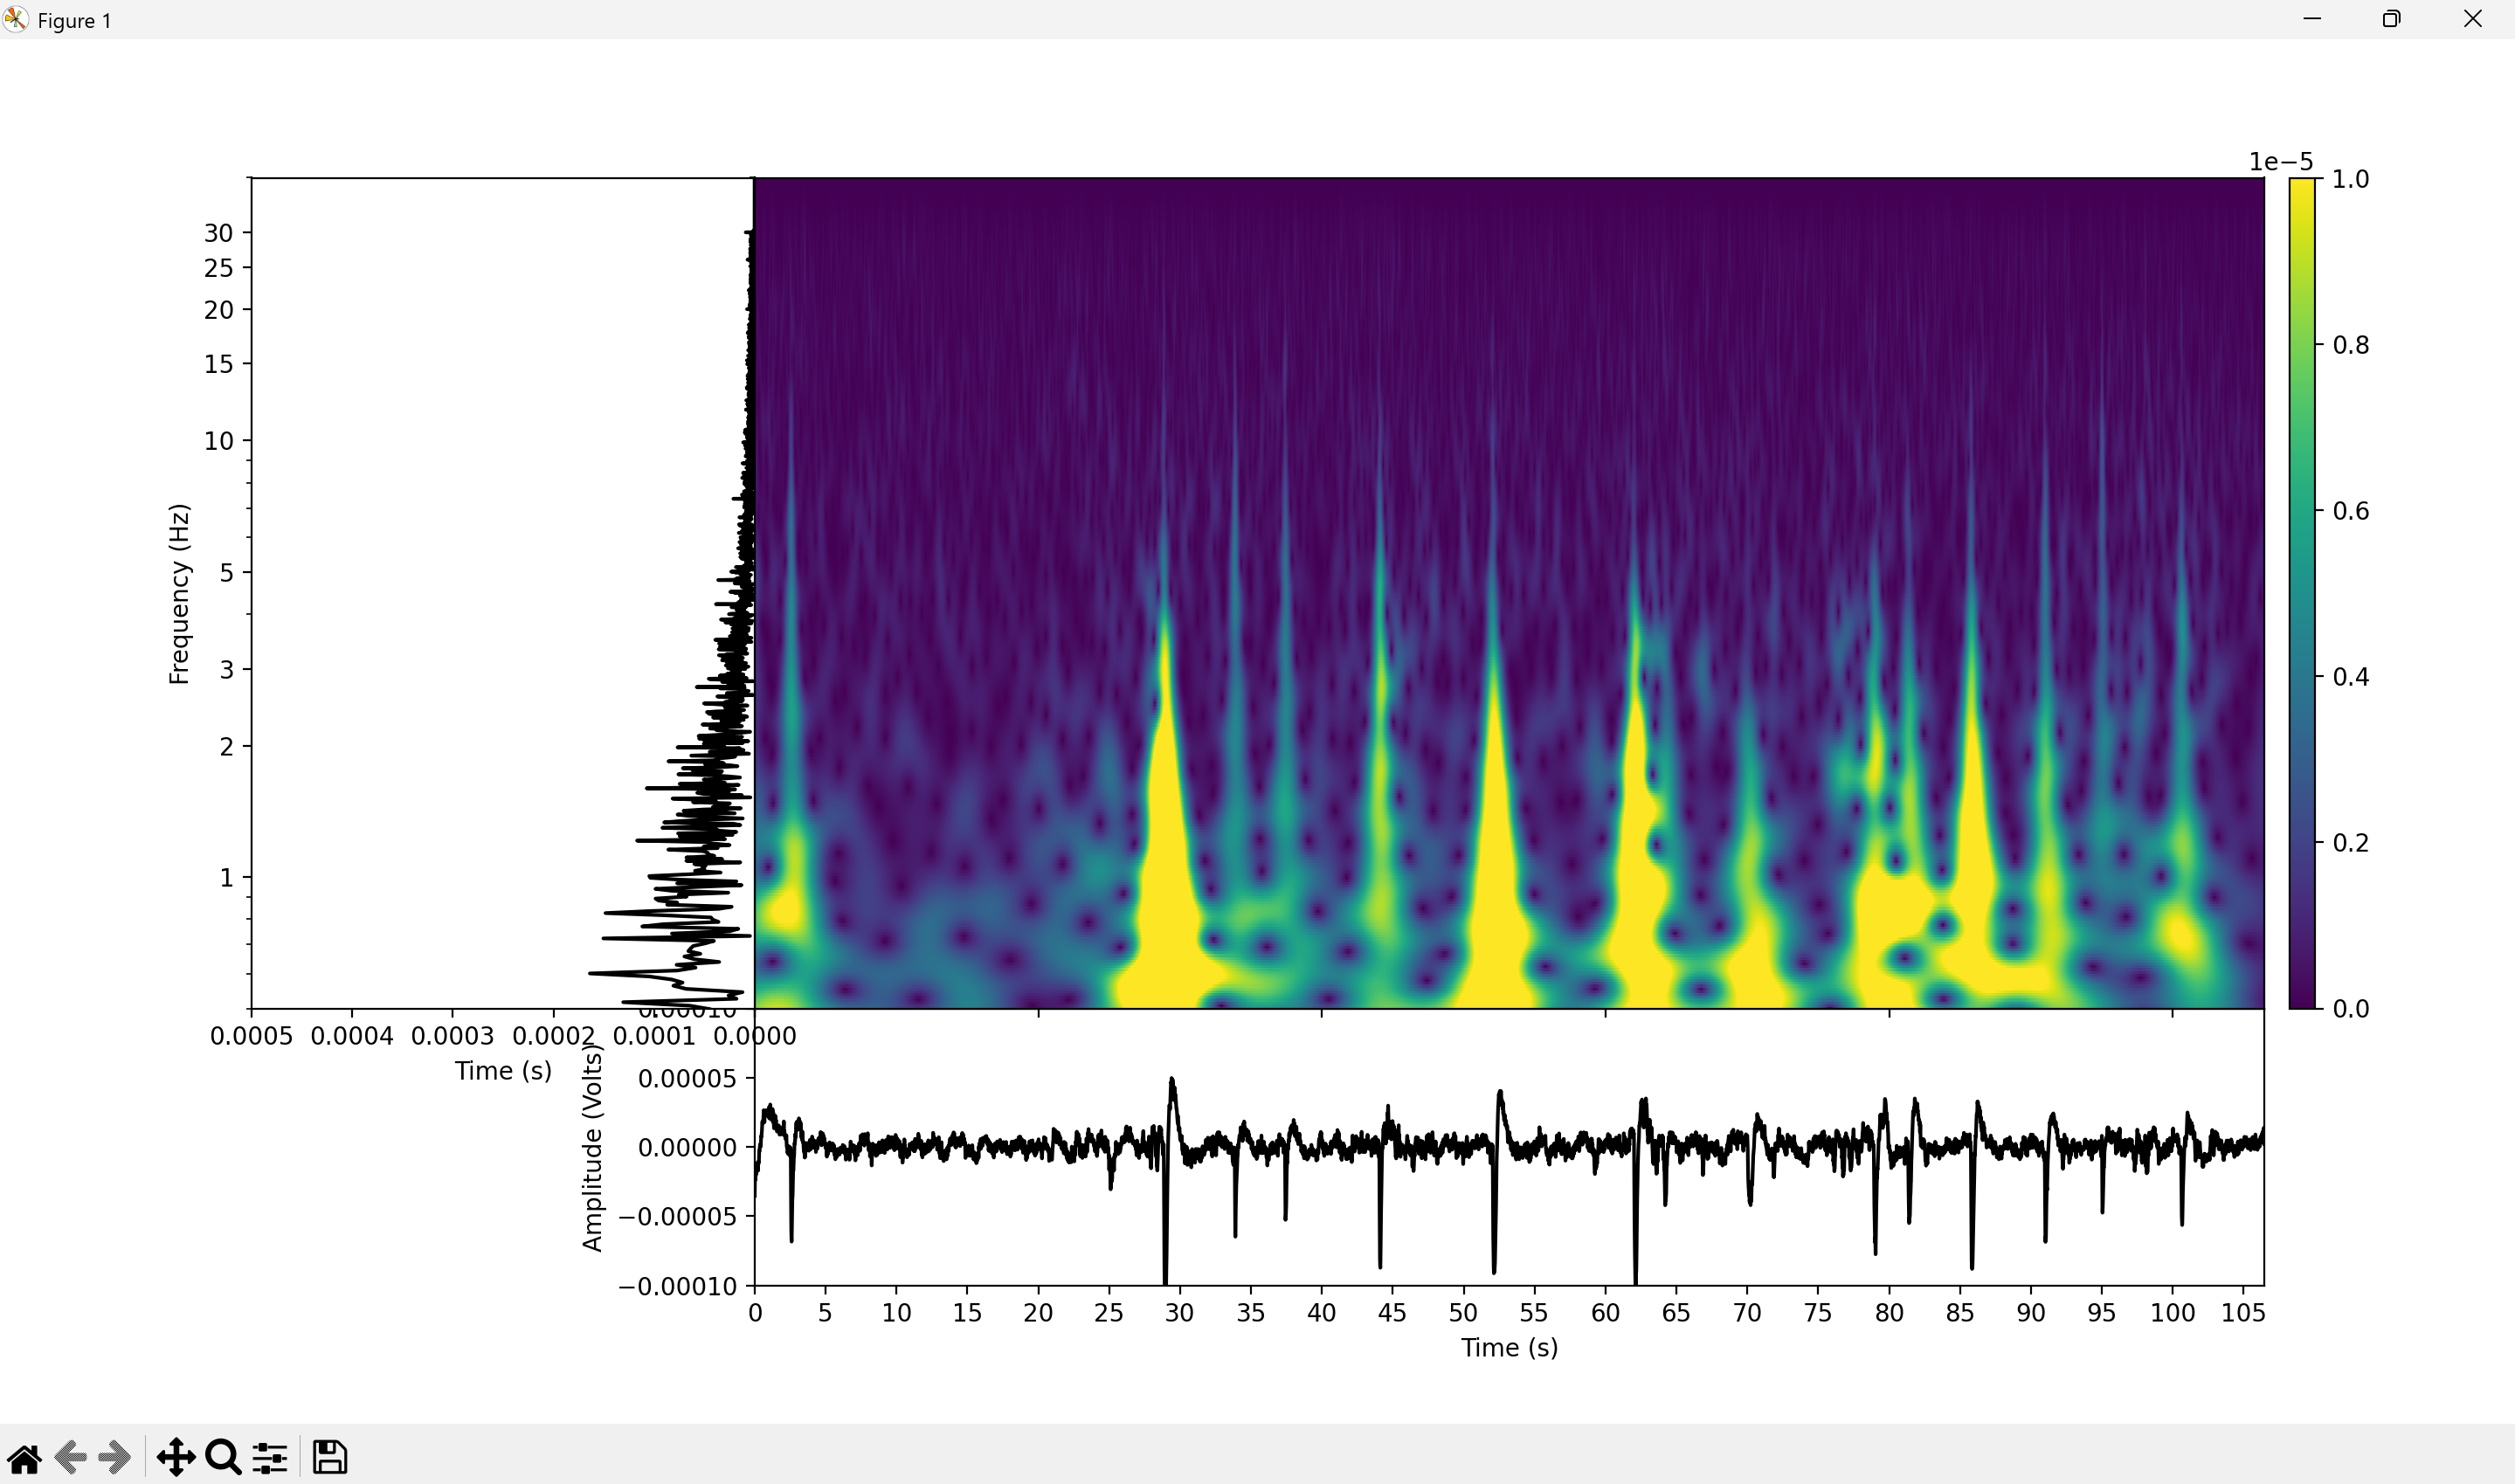 Figure 1
1e−5
30
25
20
15
10
5
3
2
1
Frequency (Hz)
1.0
0.8
0.6
0.4
0.2
0.0
0.0005 0.0004 0.0003 0.0002 0.0001 0.0000
Time (s)
0.00010
0.00005
0.00000
−0.00005
−0.00010
Amplitude (Volts)
0 5 10 15 20 25 30 35 40 45 50 55 60 65 70 75 80 85 90 95 100 105
Time (s)